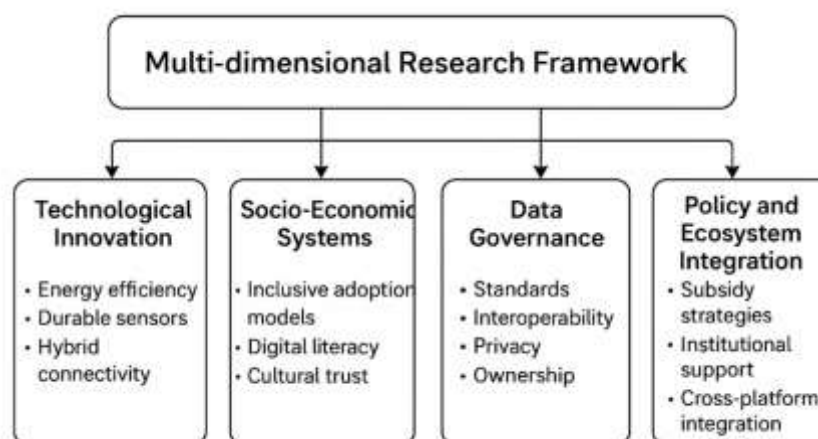 Multi-dimensional Research Framework
Technological
Innovation
• Energy efficiency
• Durable sensors
• Hybrid
connectivity
Socio-Economic
Systems
• Inclusive adoption
models
• Digital literacy
• Cultural trust
Data
Governance
• Standards
• Interoperability
• Privacy
• Ownership
Policy and
Ecosystem
Integration
• Subsidy
strategies
• Institutional
support
• Cross-platform
integration